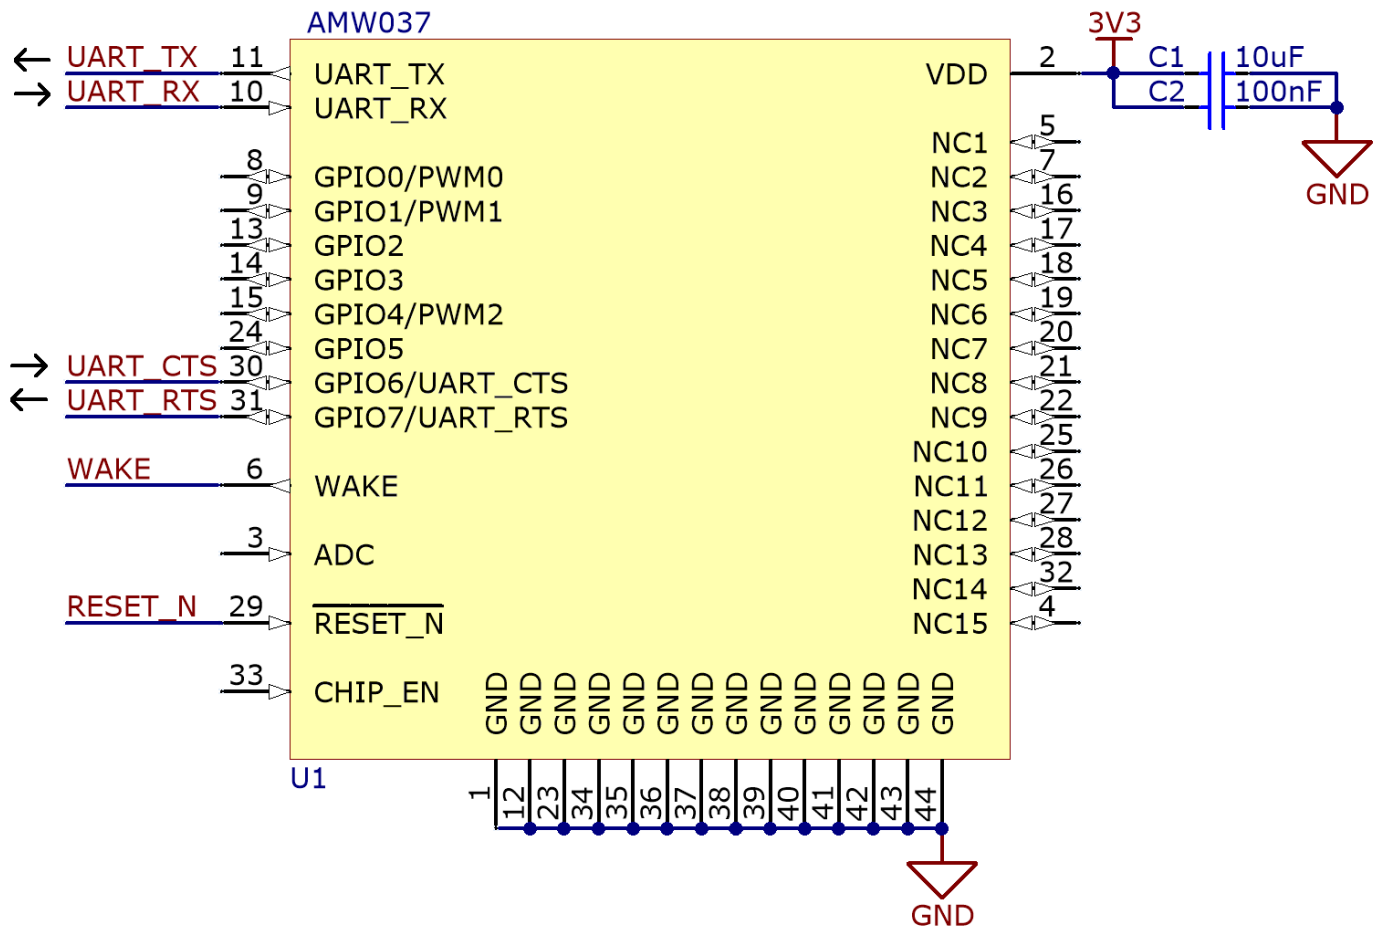 AMW037
3V3
UART_TX 11 UART_TX VDD 2 C1 10uF
UART_RX 10 UART_RX C2 100nF
NC1 5
8 GPIO0/PWM0 NC2 7
GND
9 GPIO1/PWM1 NC3 16
13 GPIO2 NC4 17
14 GPIO3 NC5 18
15 GPIO4/PWM2 NC6 19
24 GPIO5 NC7 20
UART_CTS 30 GPIO6/UART_CTS NC8 21
UART_RTS 31 GPIO7/UART_RTS NC9 22
NC10 25
WAKE 6 WAKE NC11 26
NC12 27
3 ADC NC13 28
NC14 32
RESET_N 29 RESET_N NC15 4
33 CHIP_EN
GND GND GND GND GND GND GND GND GND GND GND GND GND GND
U1
1 12 23 34 35 36 37 38 39 40 41 42 43 44
GND